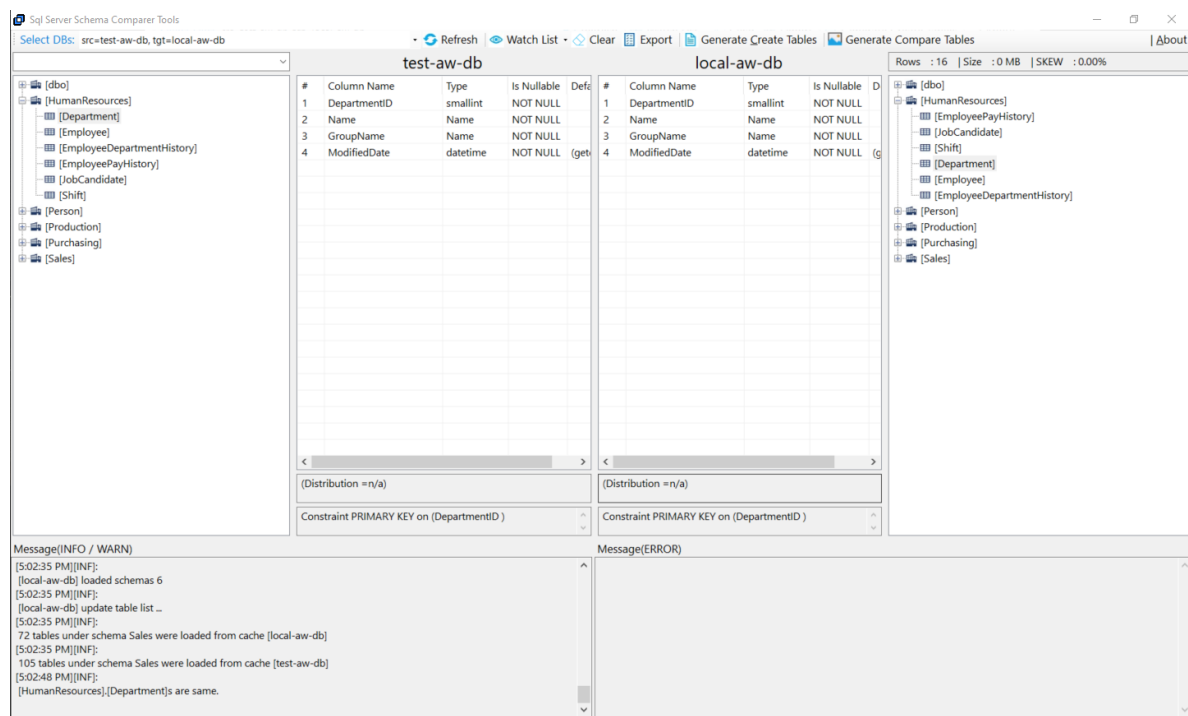 Sql Server Schema Comparer Tools
Select DBs: src=test-aw-db, tgt=local-aw-db Refresh Watch List Clear Export Generate Create Tables Generate Compare Tables | About
test-aw-db
local-aw-db
Rows : 16 | Size : 0 MB | SKEW : 0.00%
[dbo]
[HumanResources]
[Department]
[Employee]
[EmployeeDepartmentHistory]
[EmployeePayHistory]
[JobCandidate]
[Shift]
[Person]
[Production]
[Purchasing]
[Sales]
# Column Name Type Is Nullable Defa
1 DepartmentID smallint NOT NULL
2 Name Name NOT NULL
3 GroupName Name NOT NULL
4 ModifiedDate datetime NOT NULL (get
(Distribution =n/a)
Constraint PRIMARY KEY on (DepartmentID )
# Column Name Type Is Nullable D
1 DepartmentID smallint NOT NULL
2 Name Name NOT NULL
3 GroupName Name NOT NULL
4 ModifiedDate datetime NOT NULL (g
(Distribution =n/a)
Constraint PRIMARY KEY on (DepartmentID )
[dbo]
[HumanResources]
[EmployeePayHistory]
[JobCandidate]
[Shift]
[Department]
[Employee]
[EmployeeDepartmentHistory]
[Person]
[Production]
[Purchasing]
[Sales]
Message(INFO / WARN)
[5:02:35 PM][INF]:
[local-aw-db] loaded schemas 6
[5:02:35 PM][INF]:
[local-aw-db] update table list ...
[5:02:35 PM][INF]:
72 tables under schema Sales were loaded from cache [local-aw-db]
[5:02:35 PM][INF]:
105 tables under schema Sales were loaded from cache [test-aw-db]
[5:02:48 PM][INF]:
[HumanResources].[Department]s are same.
Message(ERROR)